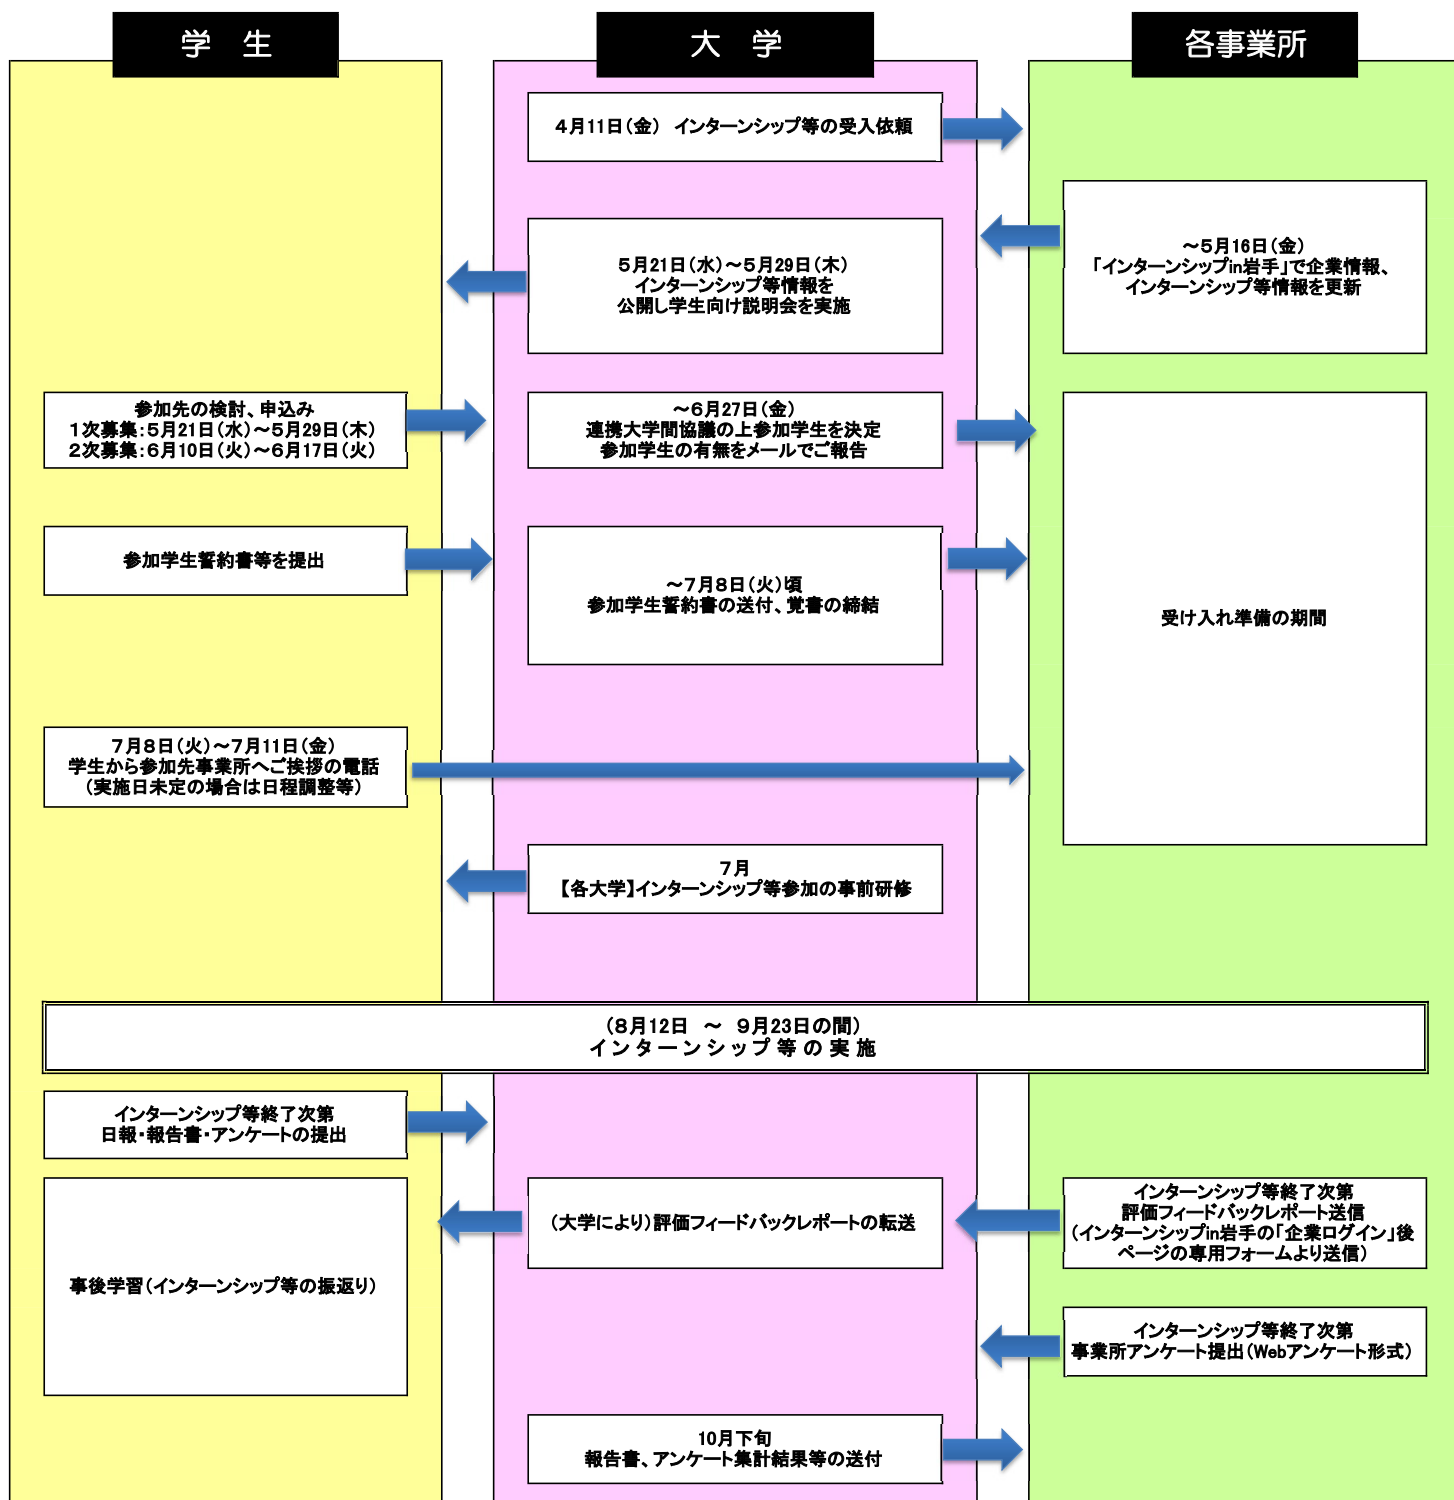 学　生
大　学
各事業所
４月11日（金）　インターンシップ等の受入依頼
～５月16日（金）
「インターンシップin岩手」で企業情報、
インターンシップ等情報を更新
５月21日（水）～５月29日（木）
インターンシップ等情報を
公開し学生向け説明会を実施
参加先の検討、申込み
１次募集：５月21日（水）～５月29日（木）
２次募集：６月10日（火）～６月17日（火）
～６月27日（金）
連携大学間協議の上参加学生を決定
参加学生の有無をメールでご報告
参加学生誓約書等を提出
～７月８日（火）頃
参加学生誓約書の送付、覚書の締結
受け入れ準備の期間
７月８日（火）～７月11日（金）
学生から参加先事業所へご挨拶の電話
（実施日未定の場合は日程調整等）
７月
【各大学】インターンシップ等参加の事前研修
（８月12日　～　９月23日の間）
インターンシップ等の実施
インターンシップ等終了次第
日報・報告書・アンケートの提出
（大学により）評価フィードバックレポートの転送
インターンシップ等終了次第
評価フィードバックレポート送信
（インターンシップin岩手の「企業ログイン」後
ページの専用フォームより送信）
事後学習（インターンシップ等の振返り）
インターンシップ等終了次第
事業所アンケート提出（Webアンケート形式）
10月下旬
報告書、アンケート集計結果等の送付